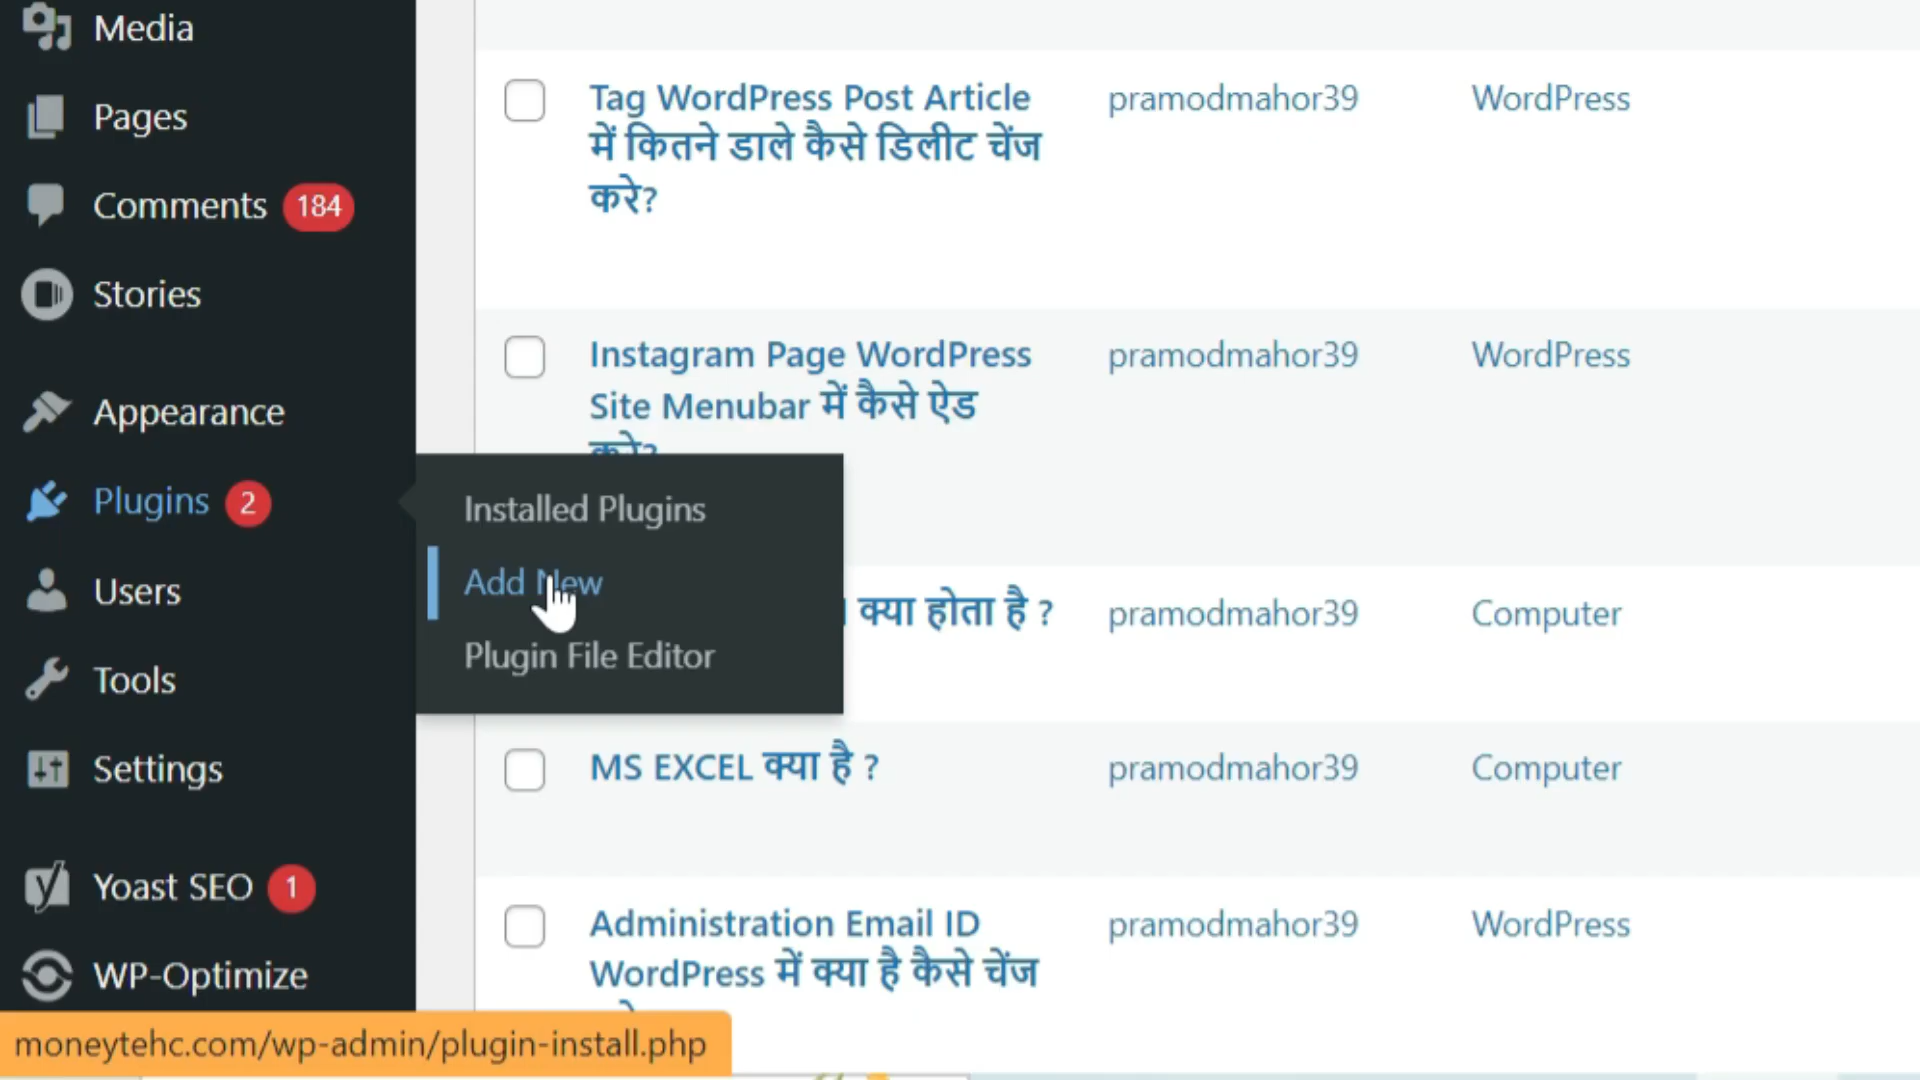 Media
Pages
Comments 184
Stories
Appearance
Plugins 2
Installed Plugins
Add New
Plugin File Editor
Users
Tools
Settings
Yoast SEO 1
WP-Optimize
Tag WordPress Post Article
में कितने डाले कैसे डिलीट चेंज
करे?
pramodmahor39
WordPress
Instagram Page WordPress
Site Menubar में कैसे ऐड
करे?
pramodmahor39
WordPress
क्या होता है ?
pramodmahor39
Computer
MS EXCEL क्या है ?
pramodmahor39
Computer
Administration Email ID
WordPress में क्या है कैसे चेंज
pramodmahor39
WordPress
moneytehc.com/wp-admin/plugin-install.php